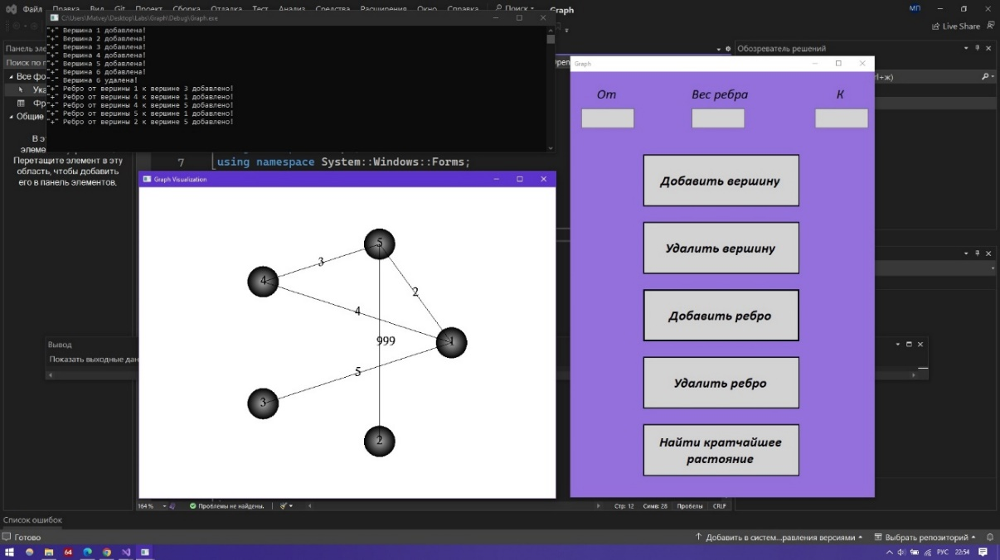 Файл Правка Вид Git Проект Сборка Отладка Тест Анализ Средства Расширения Окно Справка Поиск Graph МП
Live Share
C:\Users\Matvey\Desktop\Labs\Graph\Debug\Graph.exe
"+" Вершина 1 добавлена!
"+" Вершина 2 добавлена!
"+" Вершина 3 добавлена!
"+" Вершина 4 добавлена!
"+" Вершина 5 добавлена!
"+" Вершина 6 добавлена!
"-" Вершина 6 удалена!
"+" Ребро от вершины 1 к вершине 3 добавлено!
"+" Ребро от вершины 4 к вершине 1 добавлено!
"+" Ребро от вершины 4 к вершине 5 добавлено!
"+" Ребро от вершины 5 к вершине 1 добавлено!
"+" Ребро от вершины 2 к вершине 5 добавлено!
Панель эле
Поиск по п
Все фо
Ука
Фр
Общие
В э
элеме
Перетащите элемент в эту
область, чтобы добавить
его в панель элементов.
7 using namespace System::Windows::Forms;
Обозреватель решений
l+ж)
Graph Visualization
5
3
4
2
4
999
1
5
3
2
Graph
От Вес ребра К
Добавить вершину
Удалить вершину
Добавить ребро
Удалить ребро
Найти кратчайшее
растояние
Вывод
Показать выходные дан
164 % Проблемы не найдены. Стр: 12 Симв: 28 Пробелы CRLF
Список ошибок
Готово Добавить в систем...равления версиями Выбрать репозиторий
64 РУС 22:54